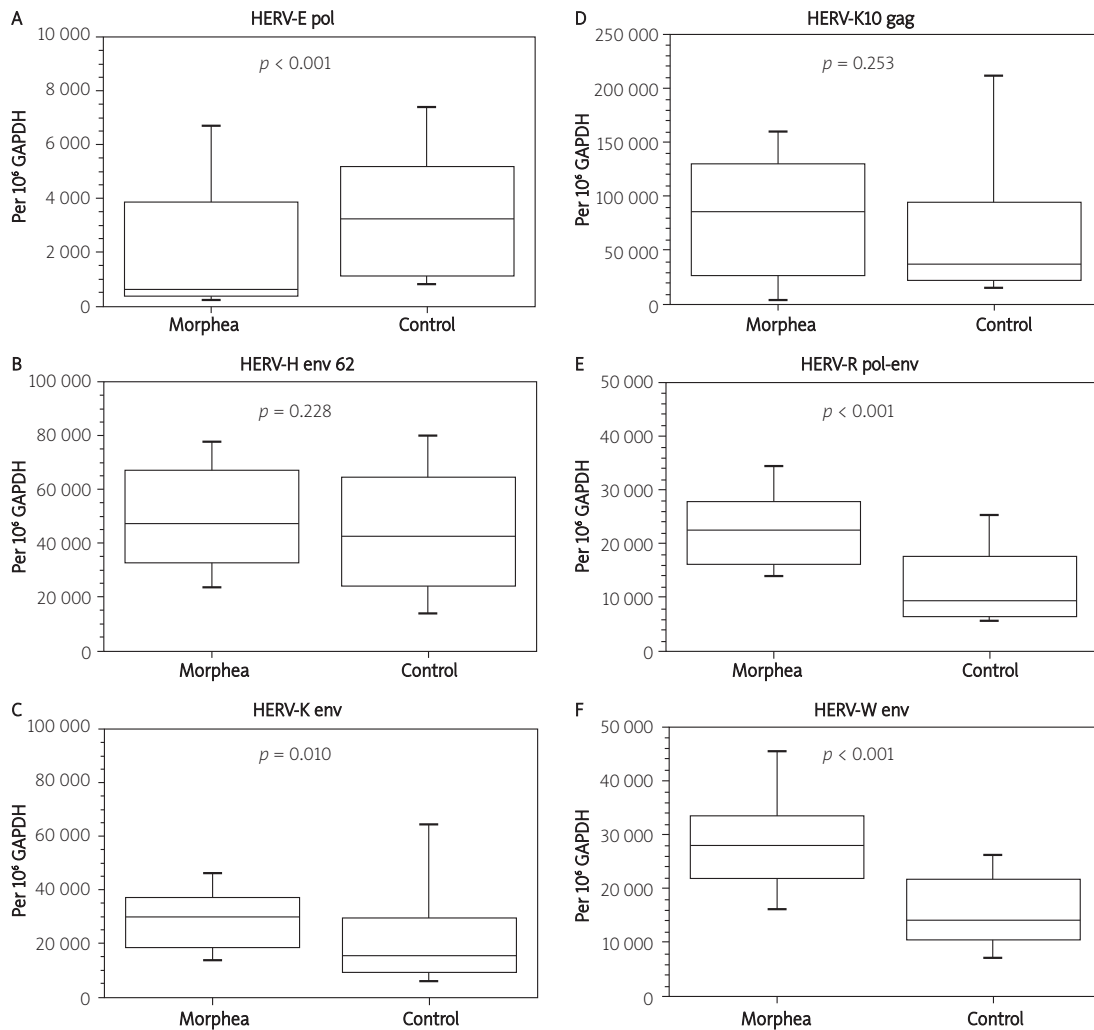 A
HERV-E pol
p < 0.001
Per 10⁶ GAPDH
10 000
8 000
6 000
4 000
2 000
0
Morphea Control
B
HERV-H env 62
p = 0.228
Per 10⁶ GAPDH
100 000
80 000
60 000
40 000
20 000
0
Morphea Control
C
HERV-K env
p = 0.010
Per 10⁶ GAPDH
100 000
80 000
60 000
40 000
20 000
0
Morphea Control
D
HERV-K10 gag
p = 0.253
Per 10⁶ GAPDH
250 000
200 000
150 000
100 000
50 000
0
Morphea Control
E
HERV-R pol-env
p < 0.001
Per 10⁶ GAPDH
50 000
40 000
30 000
20 000
10 000
0
Morphea Control
F
HERV-W env
p < 0.001
Per 10⁶ GAPDH
50 000
40 000
30 000
20 000
10 000
0
Morphea Control